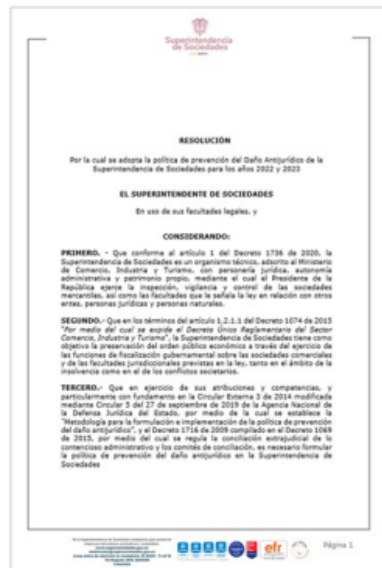 Superintendencia
de Sociedades
RESOLUCIÓN
Por la cual se adopta la política de prevención del Daño Antijurídico de la
Superintendencia de Sociedades para los años 2022 y 2023
EL SUPERINTENDENTE DE SOCIEDADES
En uso de sus facultades legales, y
CONSIDERANDO:
PRIMERO. - Que conforme al artículo 1 del Decreto 1736 de 2020, la
Superintendencia de Sociedades es un organismo técnico, adscrito al Ministerio
de Comercio, Industria y Turismo, con personería jurídica, autonomía
administrativa y patrimonio propio, mediante el cual el Presidente de la
República ejerce la inspección, vigilancia y control de las sociedades
mercantiles, así como las facultades que le señala la ley en relación con otros
entes, personas jurídicas y personas naturales.
SEGUNDO.- Que en los términos del artículo 1.2.1.1 del Decreto 1074 de 2015
"Por medio del cual se expide el Decreto Único Reglamentario del Sector
Comercio, Industria y Turismo", la Superintendencia de Sociedades tiene como
objetivo la preservación del orden público económico a través del ejercicio de
las funciones de fiscalización gubernamental sobre las sociedades comerciales y
de las facultades jurisdiccionales previstas en la ley, tanto en el ámbito de la
insolvencia como en el de los conflictos societarios.
TERCERO.- Que en ejercicio de sus atribuciones y competencias, y
particularmente con fundamento en la Circular Externa 3 de 2014 modificada
mediante Circular 5 del 27 de septiembre de 2019 de la Agencia Nacional de
la Defensa Jurídica del Estado, por medio de la cual se establece la
"Metodología para la formulación e implementación de la política de prevención
del daño antijurídico", y el Decreto 1716 de 2009 compilado en el Decreto 1069
de 2015, por medio del cual se regula la conciliación extrajudicial de lo
contencioso administrativo y los comités de conciliación, es necesario formular
la política de prevención del daño antijurídico en la Superintendencia de
Sociedades
efr
Página 1